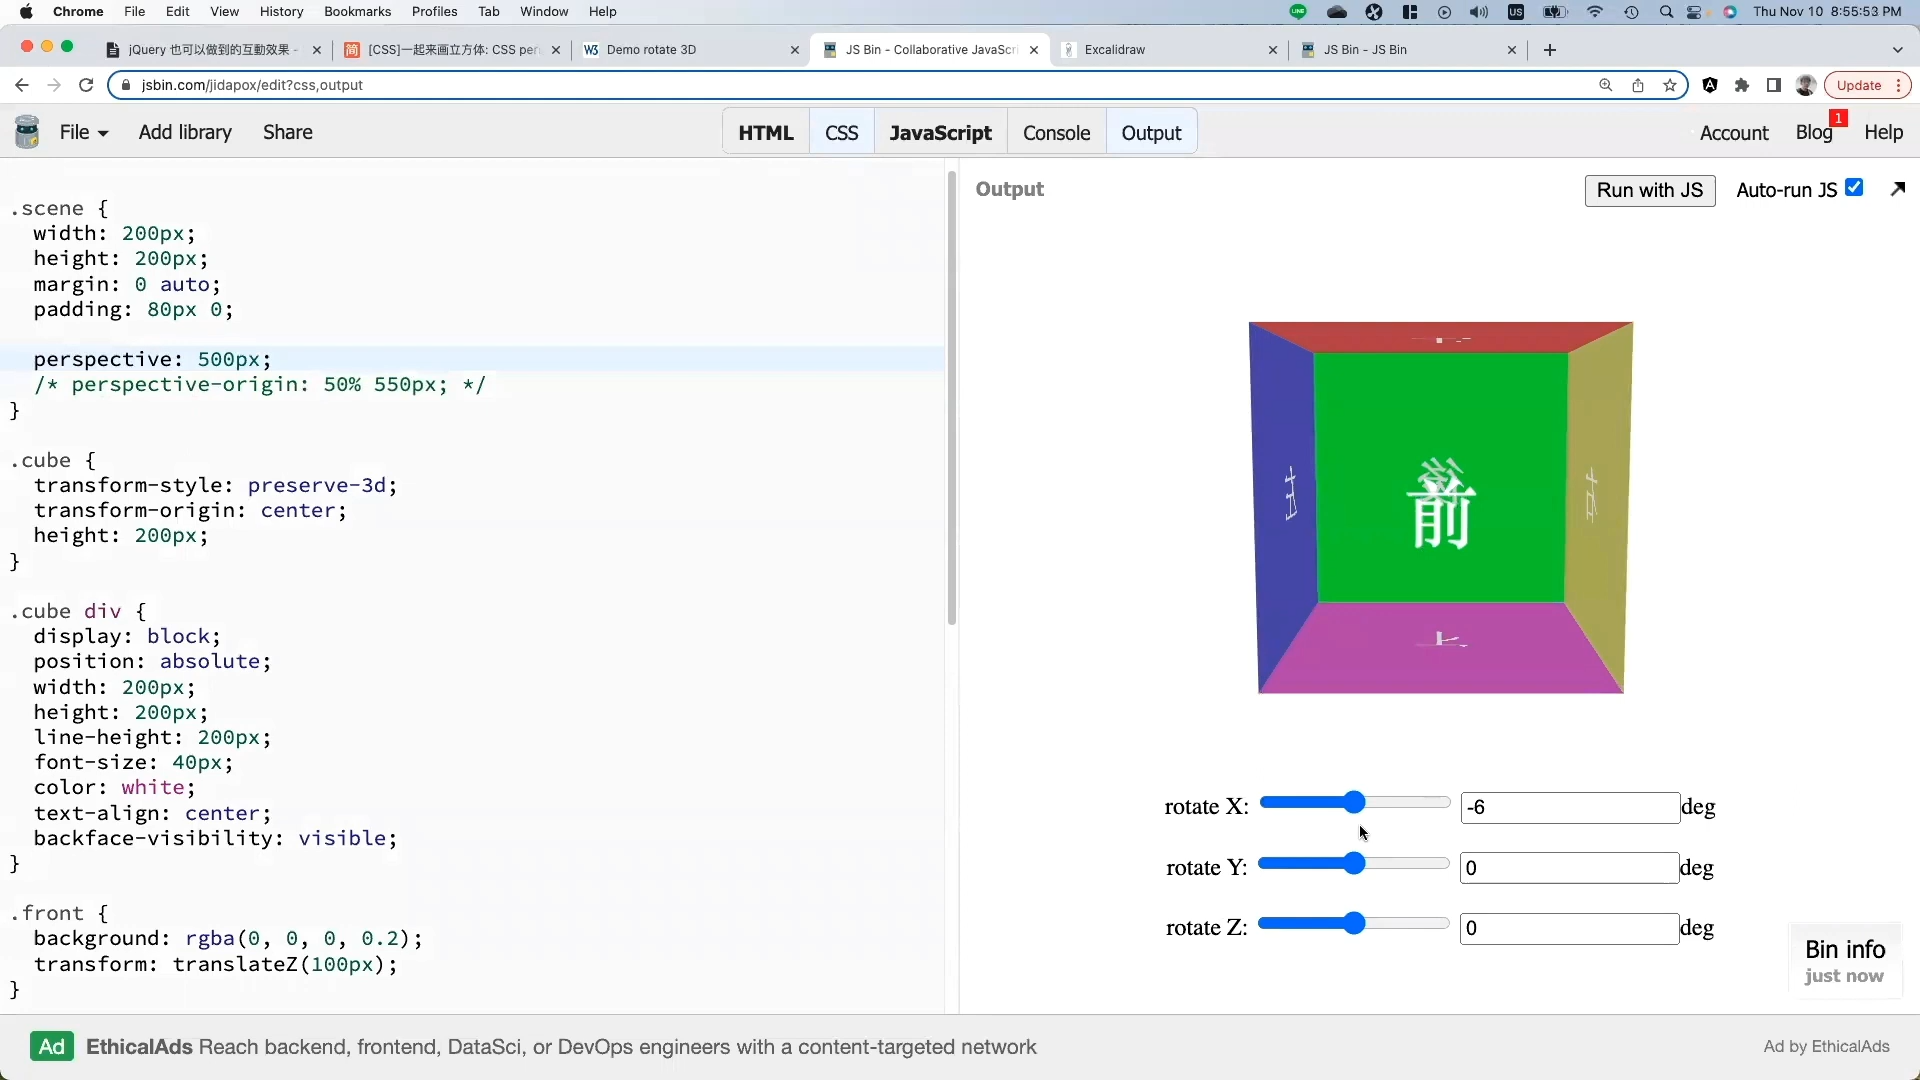 Chrome File Edit View History Bookmarks Profiles Tab Window Help
US Thu Nov 10 8:55:53 PM
jQuery 也可以做到的互動效果 -
简 [CSS]一起来画立方体: CSS per
W3 Demo rotate 3D
JS Bin - Collaborative JavaScri
Excalidraw
JS Bin - JS Bin
jsbin.com/jidapox/edit?css,output
Update
File Add library Share
HTML CSS JavaScript Console Output
Account Blog 1 Help
.scene {
width: 200px;
height: 200px;
margin: 0 auto;
padding: 80px 0;
perspective: 500px;
/* perspective-origin: 50% 550px; */
}
.cube {
transform-style: preserve-3d;
transform-origin: center;
height: 200px;
}
.cube div {
display: block;
position: absolute;
width: 200px;
height: 200px;
line-height: 200px;
font-size: 40px;
color: white;
text-align: center;
backface-visibility: visible;
}
.front {
background: rgba(0, 0, 0, 0.2);
transform: translateZ(100px);
}
Output
Run with JS
Auto-run JS
前
rotate X: -6 deg
rotate Y: 0 deg
rotate Z: 0 deg
Bin info
just now
Ad EthicalAds Reach backend, frontend, DataSci, or DevOps engineers with a content-targeted network
Ad by EthicalAds